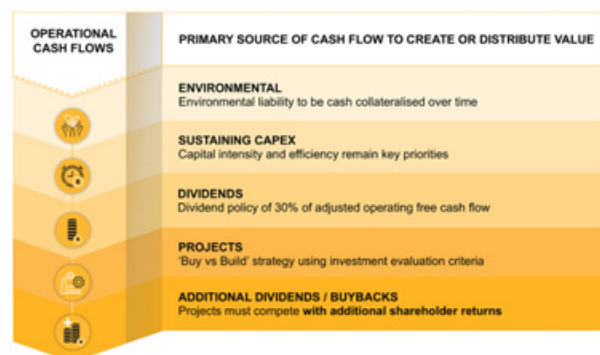 OPERATIONAL
CASH FLOWS
PRIMARY SOURCE OF CASH FLOW TO CREATE OR DISTRIBUTE VALUE
ENVIRONMENTAL
Environmental liability to be cash collateralised over time
SUSTAINING CAPEX
Capital intensity and efficiency remain key priorities
DIVIDENDS
Dividend policy of 30% of adjusted operating free cash flow
PROJECTS
‘Buy vs Build’ strategy using investment evaluation criteria
ADDITIONAL DIVIDENDS / BUYBACKS
Projects must compete with additional shareholder returns